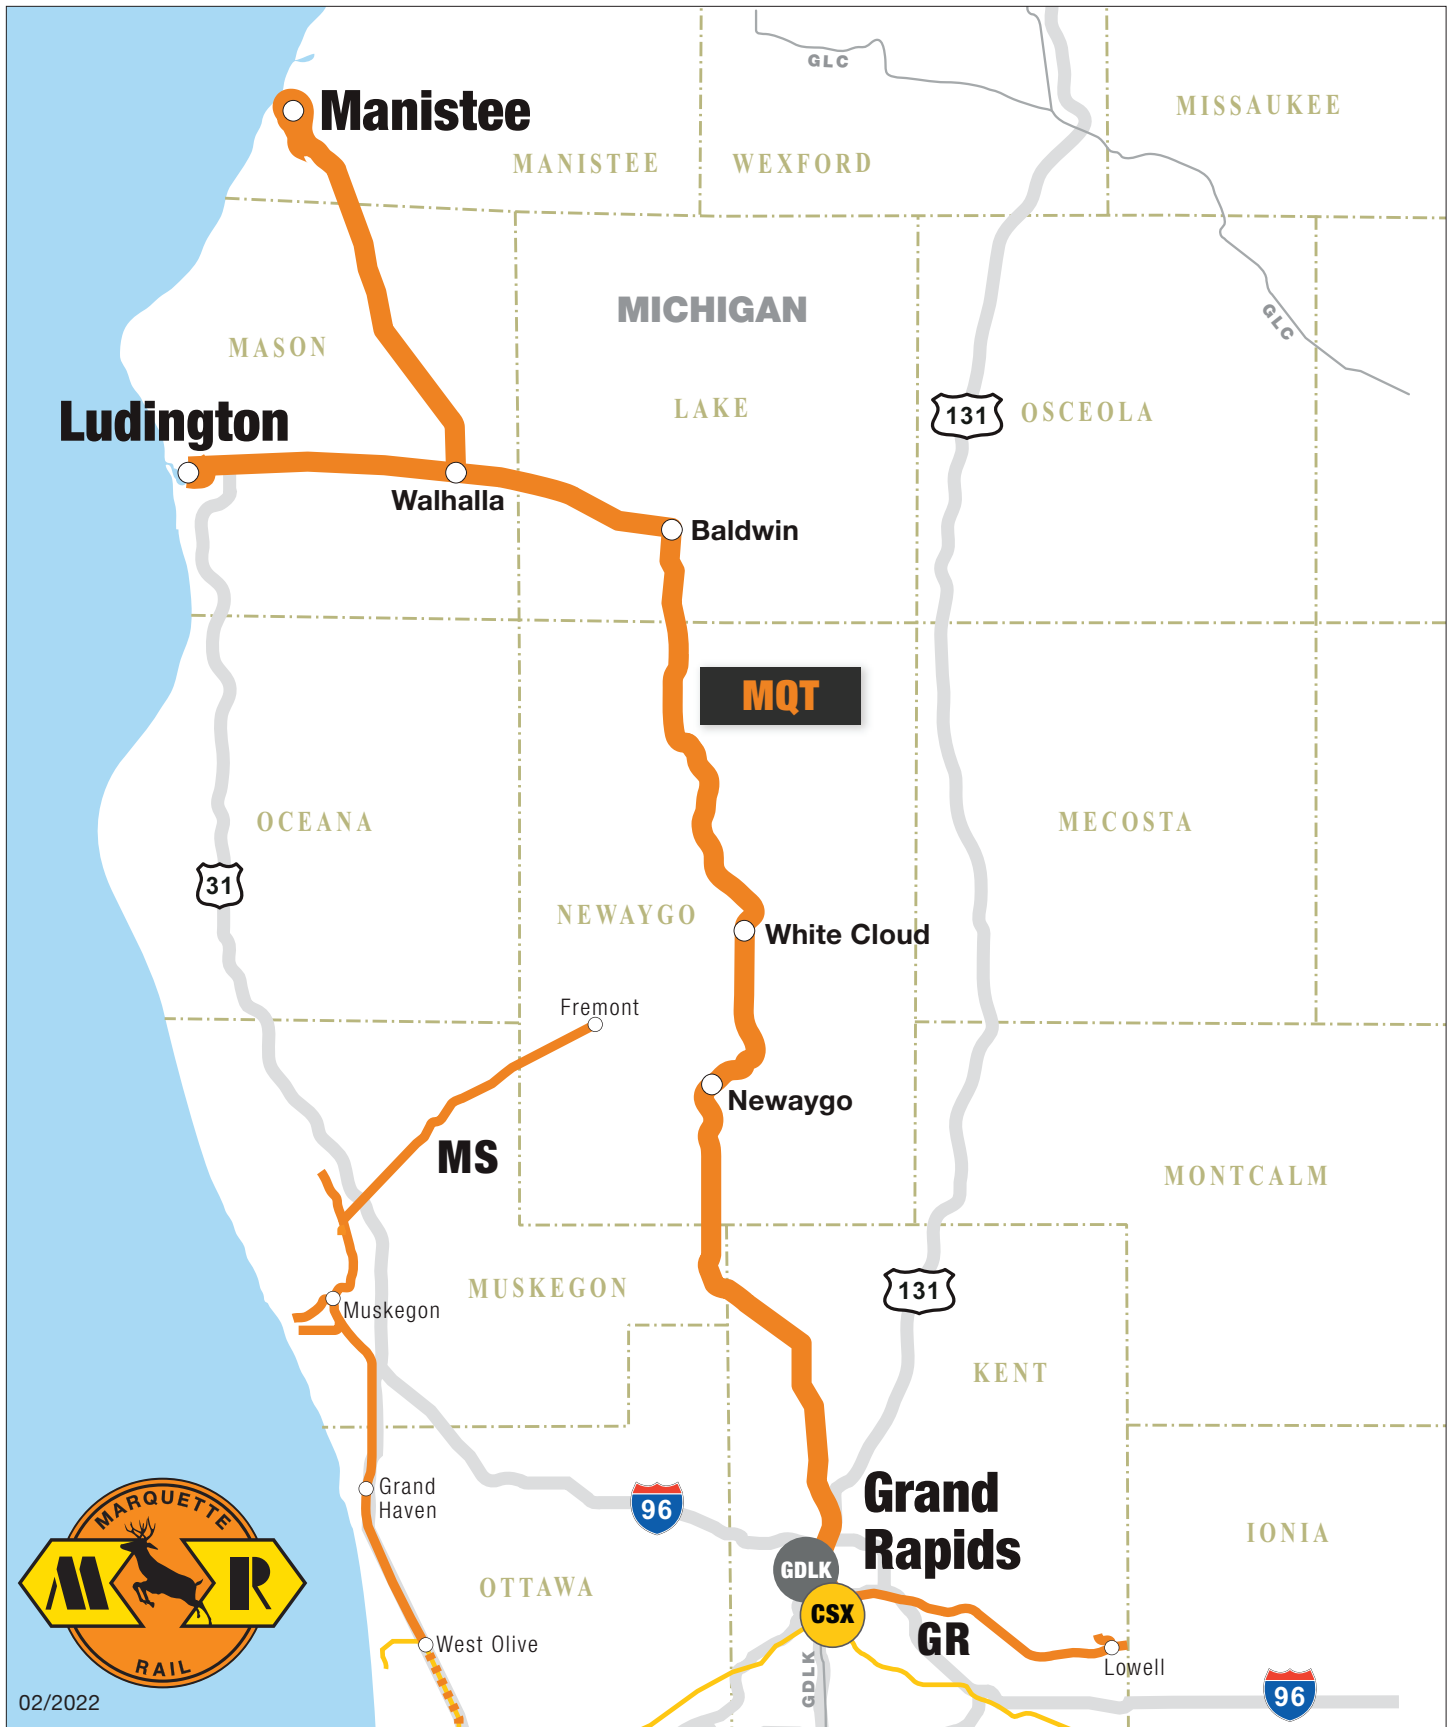 GLC
MISSAUKEE
Manistee
MANISTEE
WEXFORD
MICHIGAN
GLC
MASON
LAKE
131
OSCEOLA
Ludington
Walhalla
Baldwin
MQT
OCEANA
MECOSTA
31
NEWAYGO
White Cloud
Fremont
Newaygo
MS
MONTCALM
MUSKEGON
131
Muskegon
KENT
Grand
Haven
96
Grand
Rapids
IONIA
GDLK
OTTAWA
CSX
GR
West Olive
Lowell
GDLK
96
MARQUETTE
M R
RAIL
02/2022